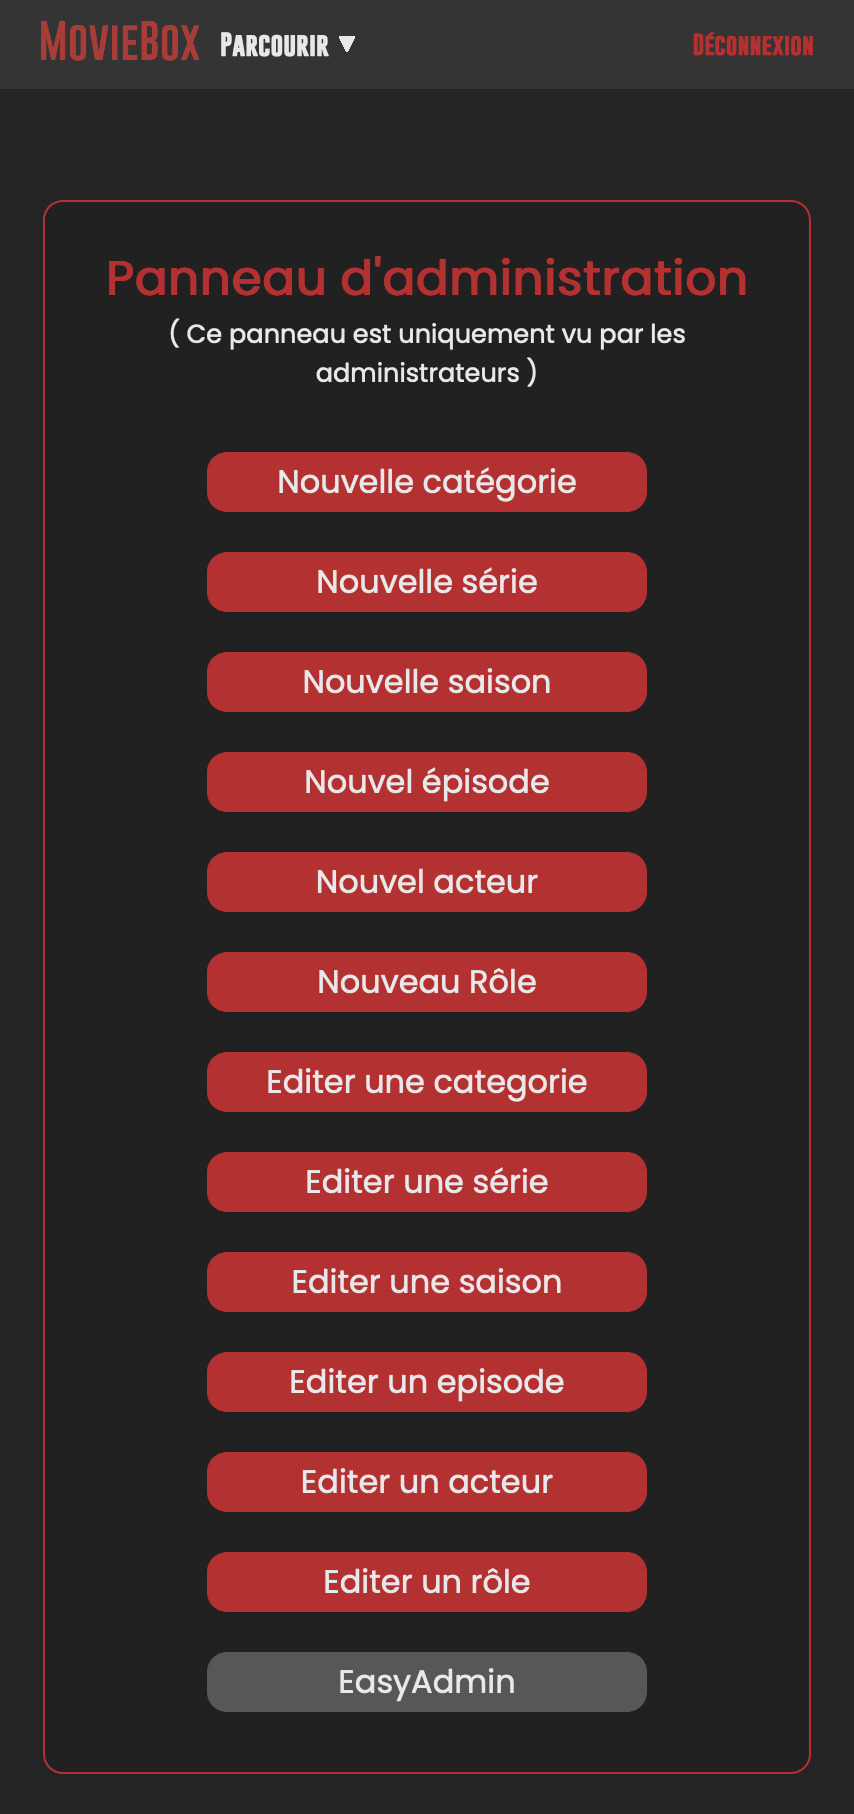 MovieBox Parcourir ▼ Déconnexion
Panneau d'administration
( Ce panneau est uniquement vu par les
administrateurs )
Nouvelle catégorie
Nouvelle série
Nouvelle saison
Nouvel épisode
Nouvel acteur
Nouveau Rôle
Editer une categorie
Editer une série
Editer une saison
Editer un episode
Editer un acteur
Editer un rôle
EasyAdmin